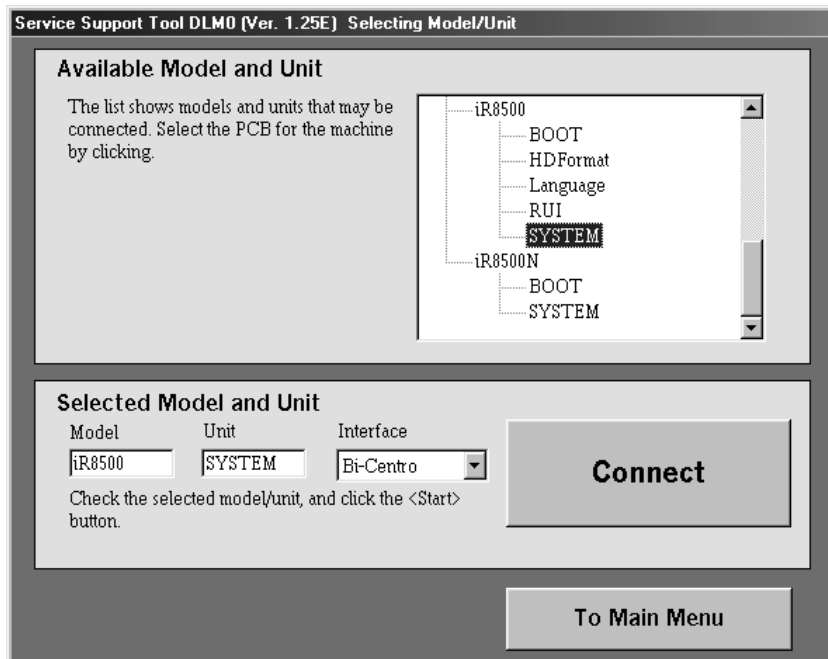 Service Support Tool DLM0 (Ver. 1.25E) Selecting Model/Unit
Available Model and Unit
The list shows models and units that may be
connected. Select the PCB for the machine
by clicking.
iR8500
BOOT
HDFormat
Language
RUI
SYSTEM
iR8500N
BOOT
SYSTEM
Selected Model and Unit
Model Unit Interface
iR8500 SYSTEM Bi-Centro
Check the selected model/unit, and click the <Start>
button.
Connect
To Main Menu